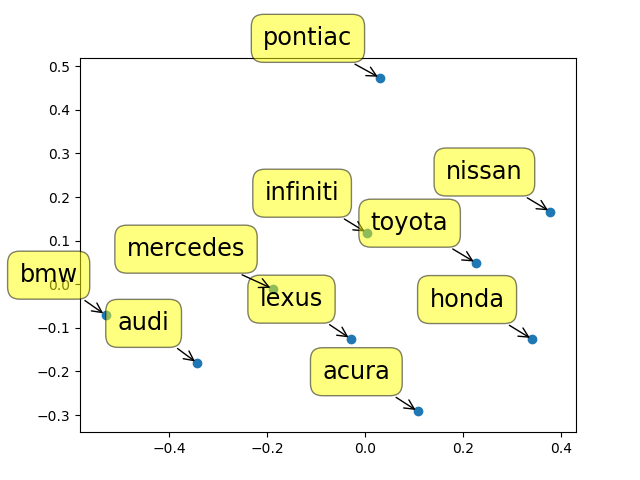 pontiac
0.5
0.4
0.3
nissan
infiniti
0.2
toyota
mercedes
0.1
bmw
0.0
lexus
honda
audi
−0.1
acura
−0.2
−0.3
−0.4 −0.2 0.0 0.2 0.4